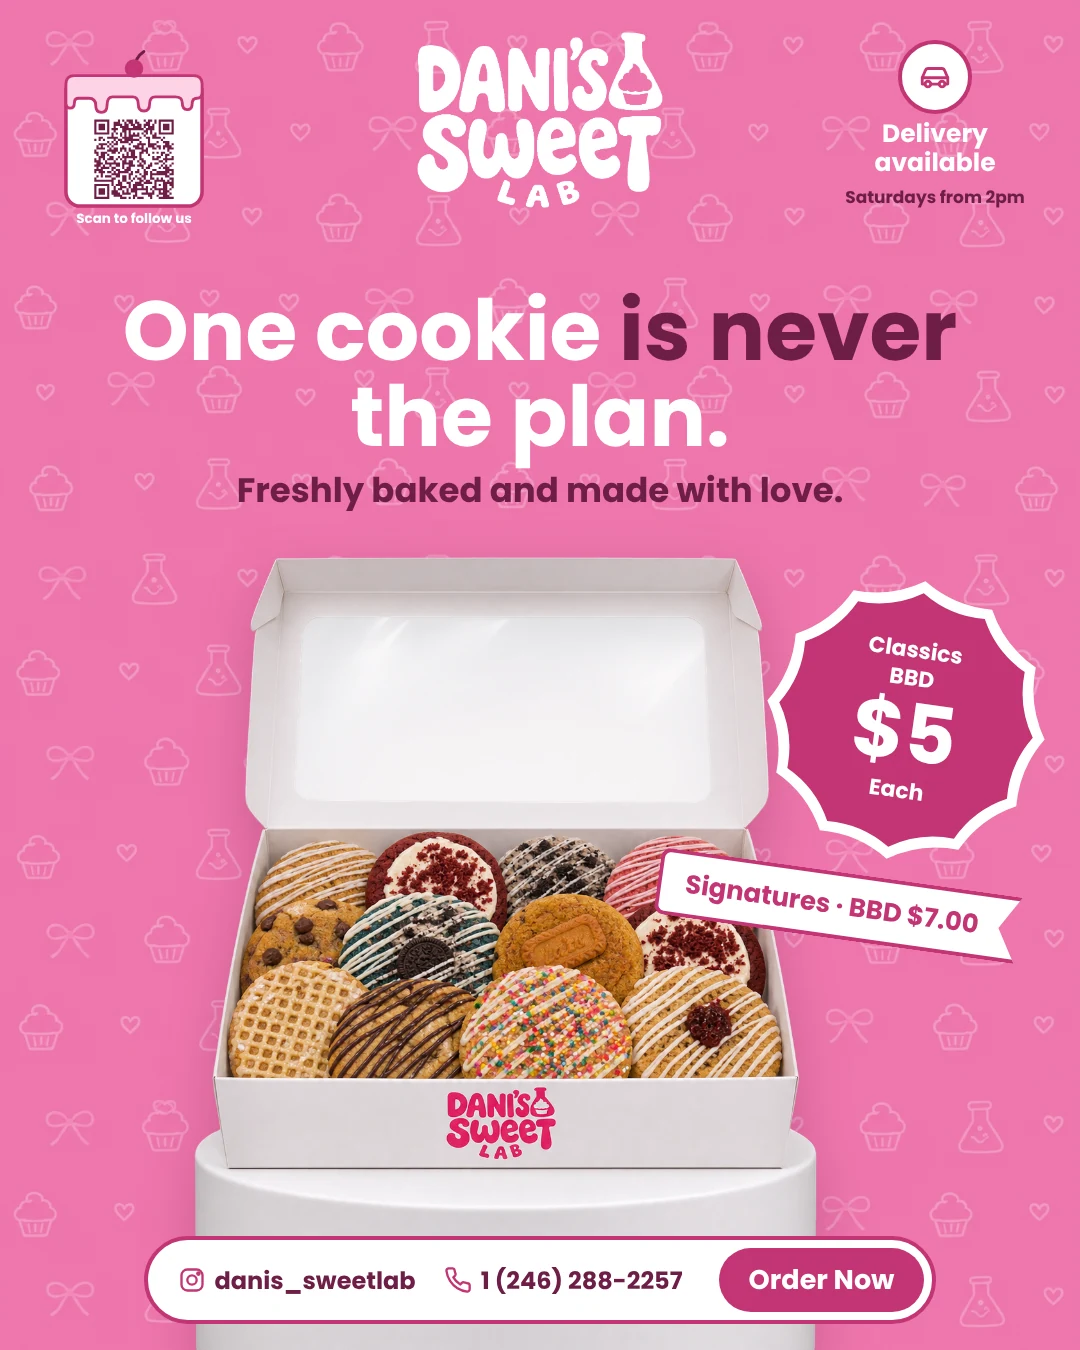 Scan to follow us
DANI'S
SWEET
LAB
Delivery
available
Saturdays from 2pm
One cookie is never
the plan.
Freshly baked and made with love.
Classics
BBD
$5
Each
Signatures · BBD $7.00
DANI'S
SWEET
LAB
danis_sweetlab
1 (246) 288-2257
Order Now